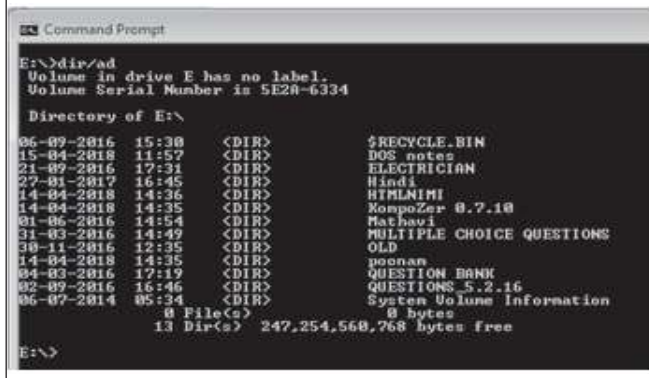 Command Prompt
E:\>dir/ad
Volume in drive E has no label.
Volume Serial Number is 5E2A-6334
Directory of E:\
06-09-2016 15:30 <DIR> $RECYCLE.BIN
15-04-2018 11:57 <DIR> DOS notes
21-09-2016 17:31 <DIR> ELECTRICIAN
27-01-2017 16:45 <DIR> Hindi
14-04-2018 14:36 <DIR> HTMLNIMI
14-04-2018 14:35 <DIR> KompoZer 0.7.10
01-06-2016 14:54 <DIR> Mathavi
31-03-2016 14:49 <DIR> MULTIPLE CHOICE QUESTIONS
30-11-2016 12:35 <DIR> OLD
14-04-2018 14:35 <DIR> poonam
04-03-2016 17:19 <DIR> QUESTION BANK
02-09-2016 16:46 <DIR> QUESTIONS_5.2.16
06-07-2014 05:34 <DIR> System Volume Information
0 File(s) 0 bytes
13 Dir(s) 247,254,560,768 bytes free
E:\>